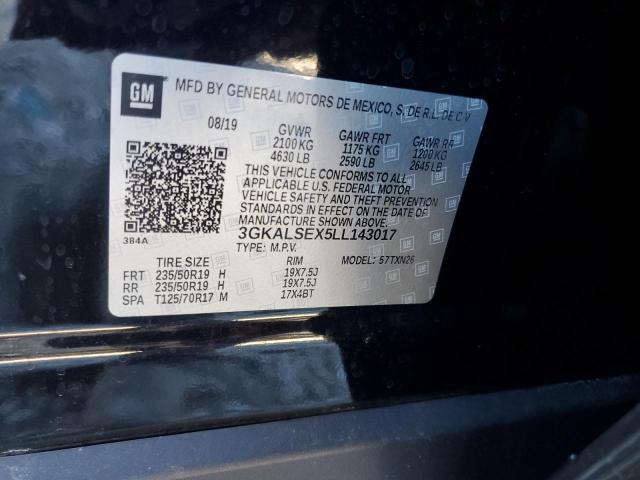 GM
MFD BY GENERAL MOTORS DE MEXICO, S. DE R.L. DE C.V
08/19 GVWR GAWR FRT GAWR RR
2100 KG 1175 KG 1200 KG
4630 LB 2590 LB 2645 LB
THIS VEHICLE CONFORMS TO ALL
APPLICABLE U.S. FEDERAL MOTOR
VEHICLE SAFETY AND THEFT PREVENTION
STANDARDS IN EFFECT ON THE DATE OF
MANUFACTURE SHOWN ABOVE.
384A
3GKALSEX5LL143017
TYPE: M.P.V. MODEL: 57TXN26
TIRE SIZE RIM
FRT 235/50R19 H 19X7.5J
RR 235/50R19 H 19X7.5J
SPA T125/70R17 M 17X4BT